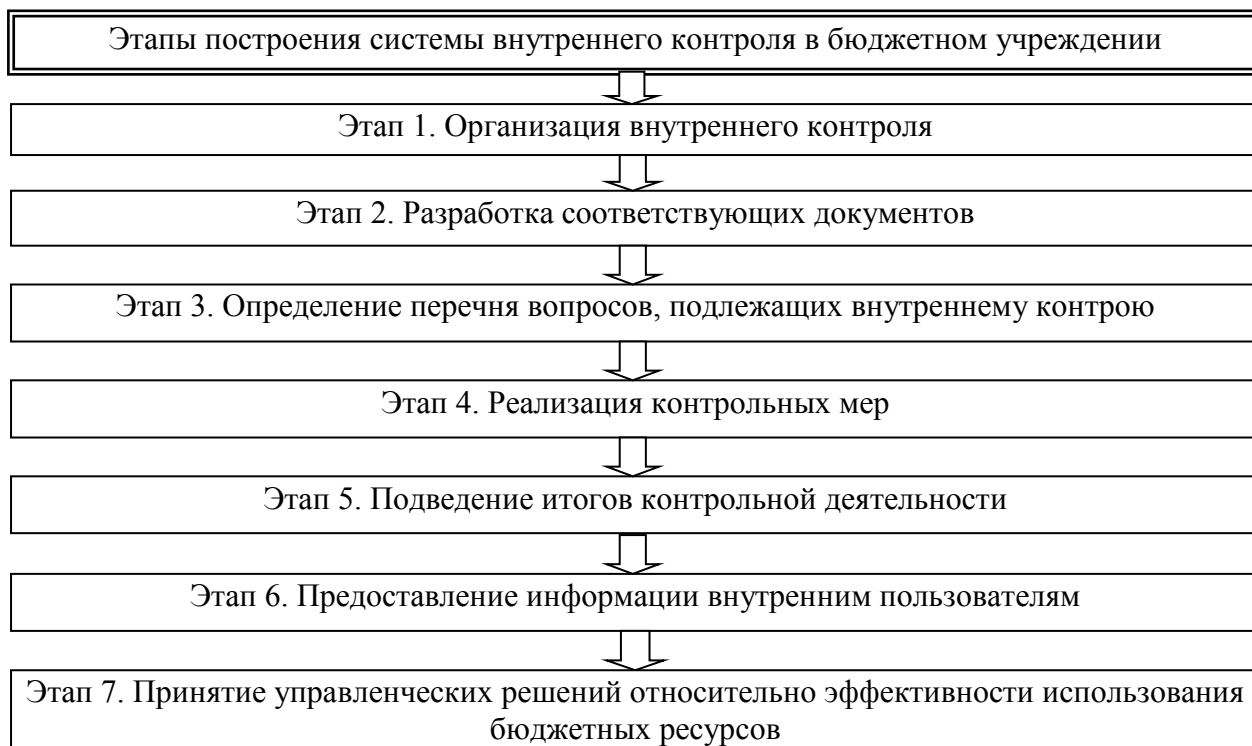 Этапы построения системы внутреннего контроля в бюджетном учреждении
Этап 1. Организация внутреннего контроля
Этап 2. Разработка соответствующих документов
Этап 3. Определение перечня вопросов, подлежащих внутреннему контрою
Этап 4. Реализация контрольных мер
Этап 5. Подведение итогов контрольной деятельности
Этап 6. Предоставление информации внутренним пользователям
Этап 7. Принятие управленческих решений относительно эффективности использования
бюджетных ресурсов